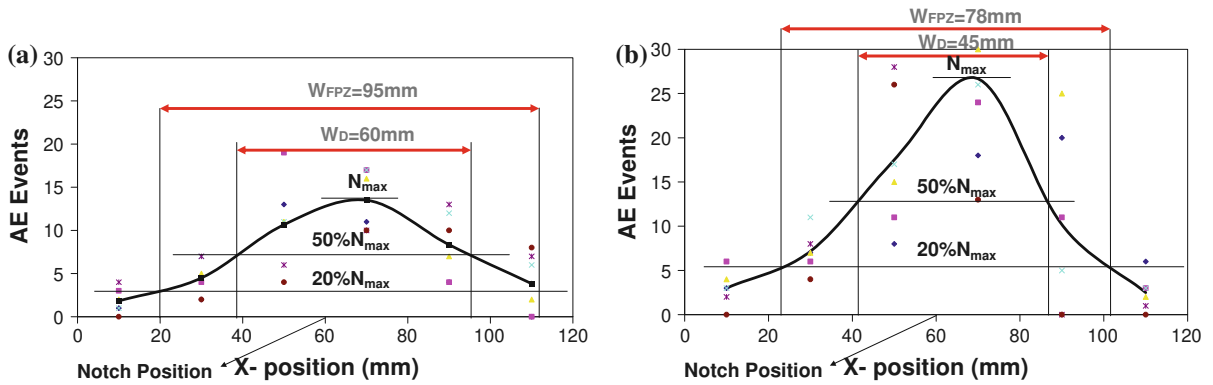 (a)
AE Events
30
25
20
15
10
5
0
WFPZ=95mm
WD=60mm
Nmax
50%Nmax
20%Nmax
0 20 40 60 80 100 120
Notch Position
X- position (mm)
(b)
AE Events
30
25
20
15
10
5
0
WFPZ=78mm
WD=45mm
Nmax
50%Nmax
20%Nmax
0 20 40 60 80 100 120
Notch Position
X- position (mm)